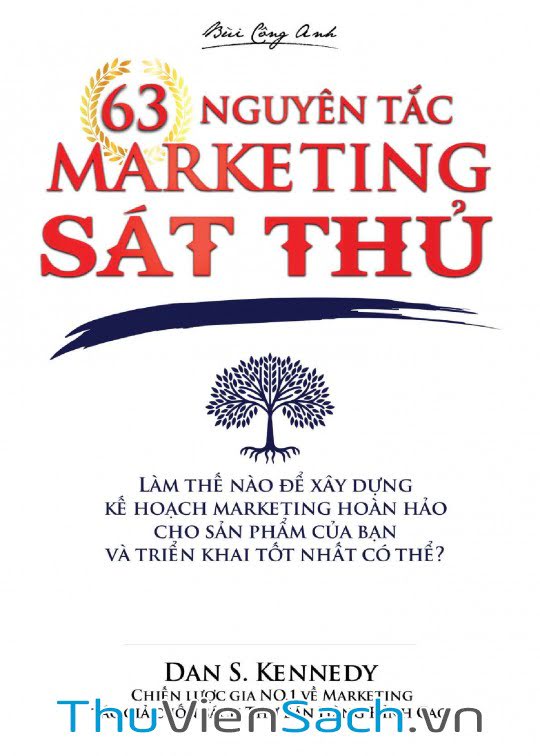 Bùi Công Anh
63 NGUYÊN TẮC
MARKETING
SÁT THỦ
LÀM THẾ NÀO ĐỂ XÂY DỰNG
KẾ HOẠCH MARKETING HOÀN HẢO
CHO SẢN PHẨM CỦA BẠN
VÀ TRIỂN KHAI TỐT NHẤT CÓ THỂ?
DAN S. KENNEDY
CHIẾN LƯỢC GIA NO.1 VỀ MARKETING
ThuVienSach.vn